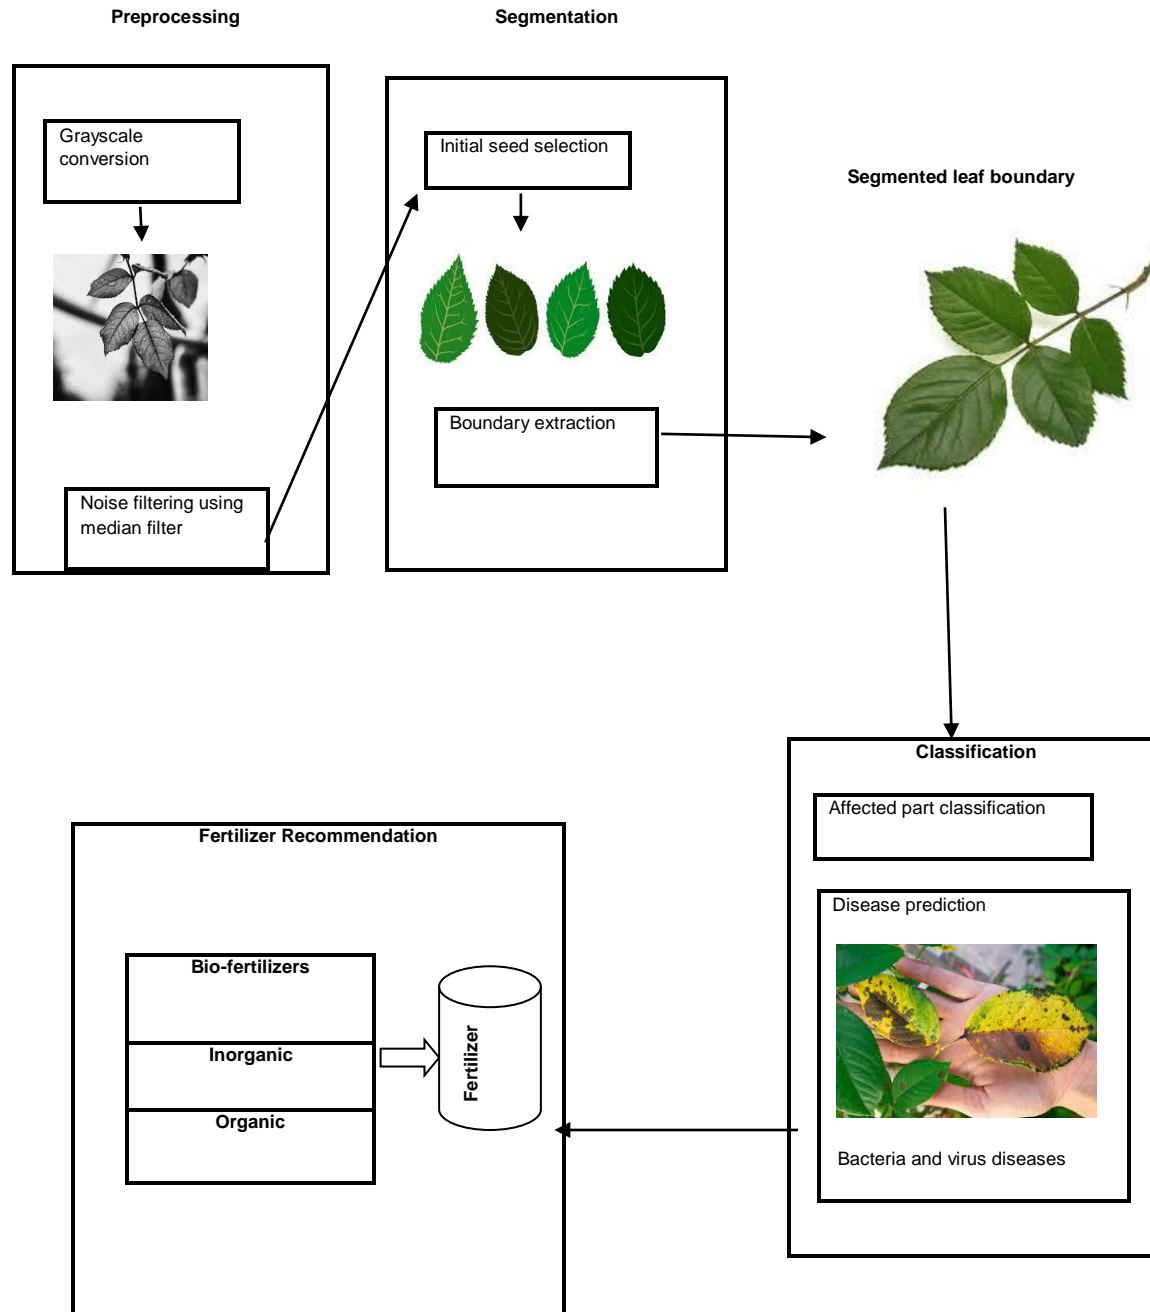 Preprocessing
Segmentation
Grayscale
conversion
Initial seed selection
Segmented leaf boundary
Boundary extraction
Noise filtering using
median filter
Classification
Affected part classification
Fertilizer Recommendation
Disease prediction
Bio-fertilizers
Inorganic
Organic
Fertilizer
Bacteria and virus diseases